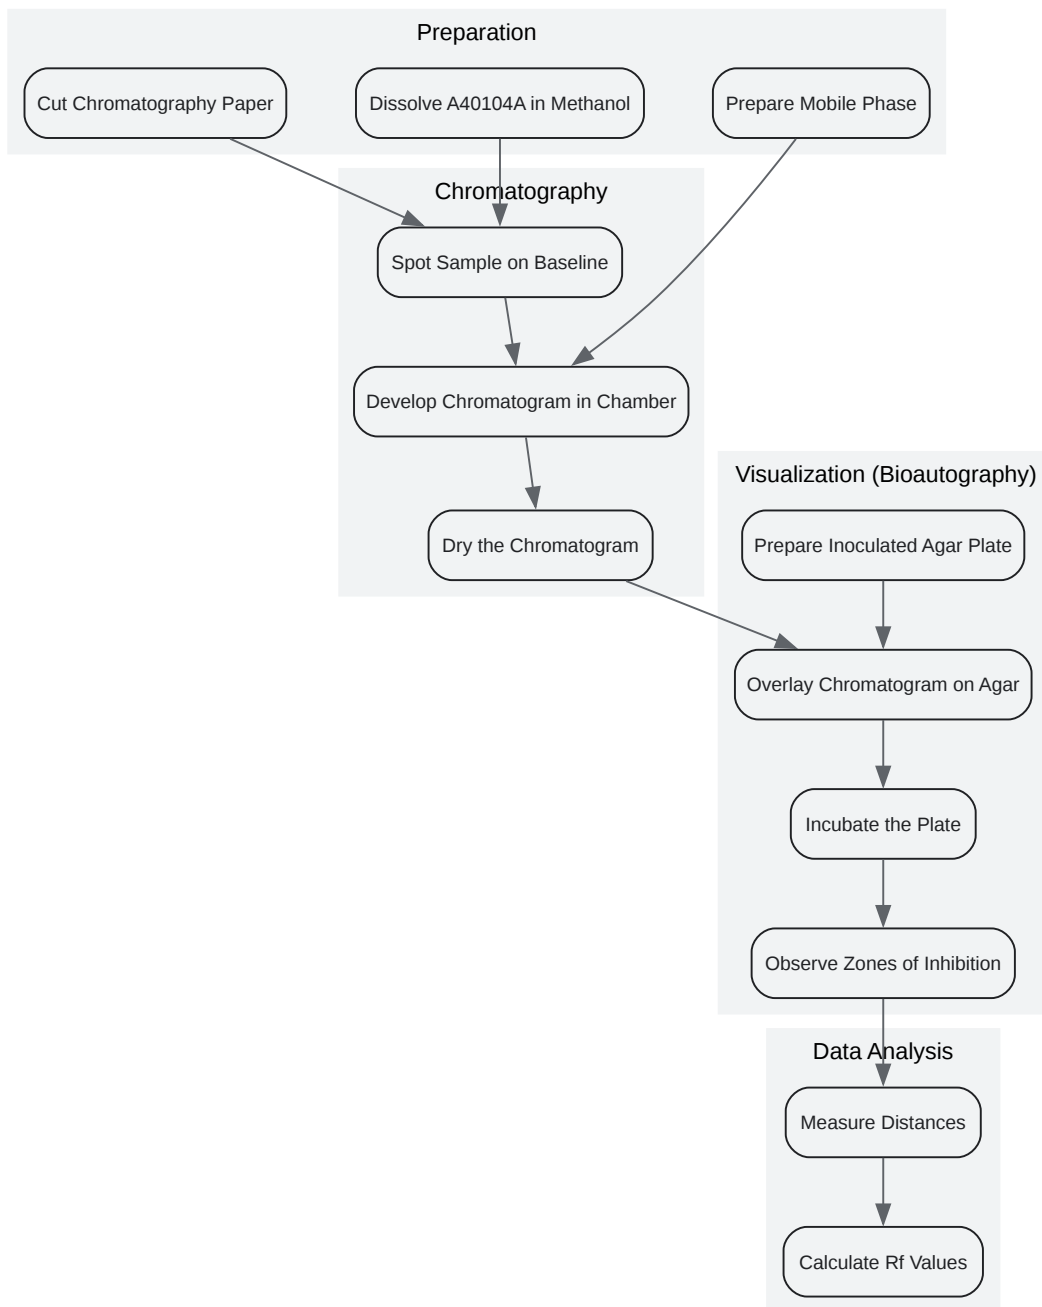 Preparation
Cut Chromatography Paper
Dissolve A40104A in Methanol
Prepare Mobile Phase
Chromatography
Spot Sample on Baseline
Develop Chromatogram in Chamber
Dry the Chromatogram
Visualization (Bioautography)
Prepare Inoculated Agar Plate
Overlay Chromatogram on Agar
Incubate the Plate
Observe Zones of Inhibition
Data Analysis
Measure Distances
Calculate Rf Values